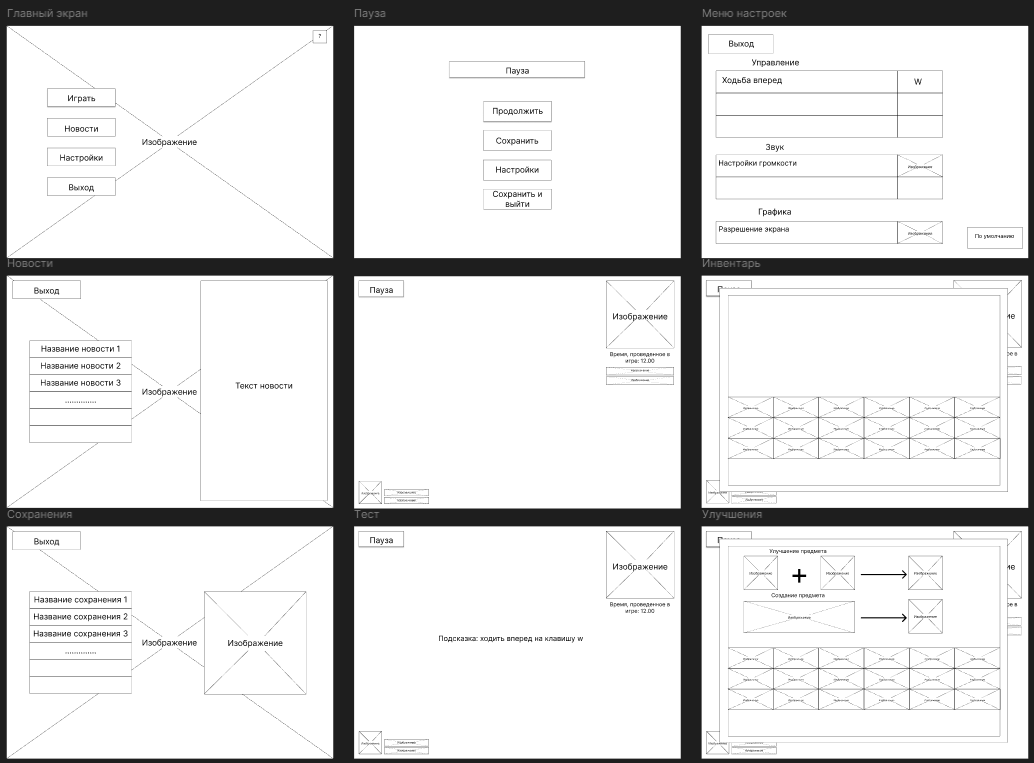 Главный экран
?
Играть
Новости
Настройки
Выход
Изображение
Пауза
Пауза
Продолжить
Сохранить
Настройки
Сохранить и
выйти
Меню настроек
Выход
Управление
Ходьба вперед
W
Звук
Настройки громкости
Изображение
Графика
Разрешение экрана
Изображение
По умолчанию
Новости
Выход
Название новости 1
Название новости 2
Название новости 3
..............
Изображение
Текст новости
Пауза
Изображение
Время, проведенное в
игре: 12.00
Инвентарь
Сохранения
Выход
Название сохранения 1
Название сохранения 2
Название сохранения 3
..............
Изображение
Изображение
Тест
Пауза
Изображение
Время, проведенное в
игре: 12.00
Подсказка: ходить вперед на клавишу w
Улучшения
Улучшение предмета
Изображение
+
Изображение
Изображение
Создание предмета
Изображение
Изображение